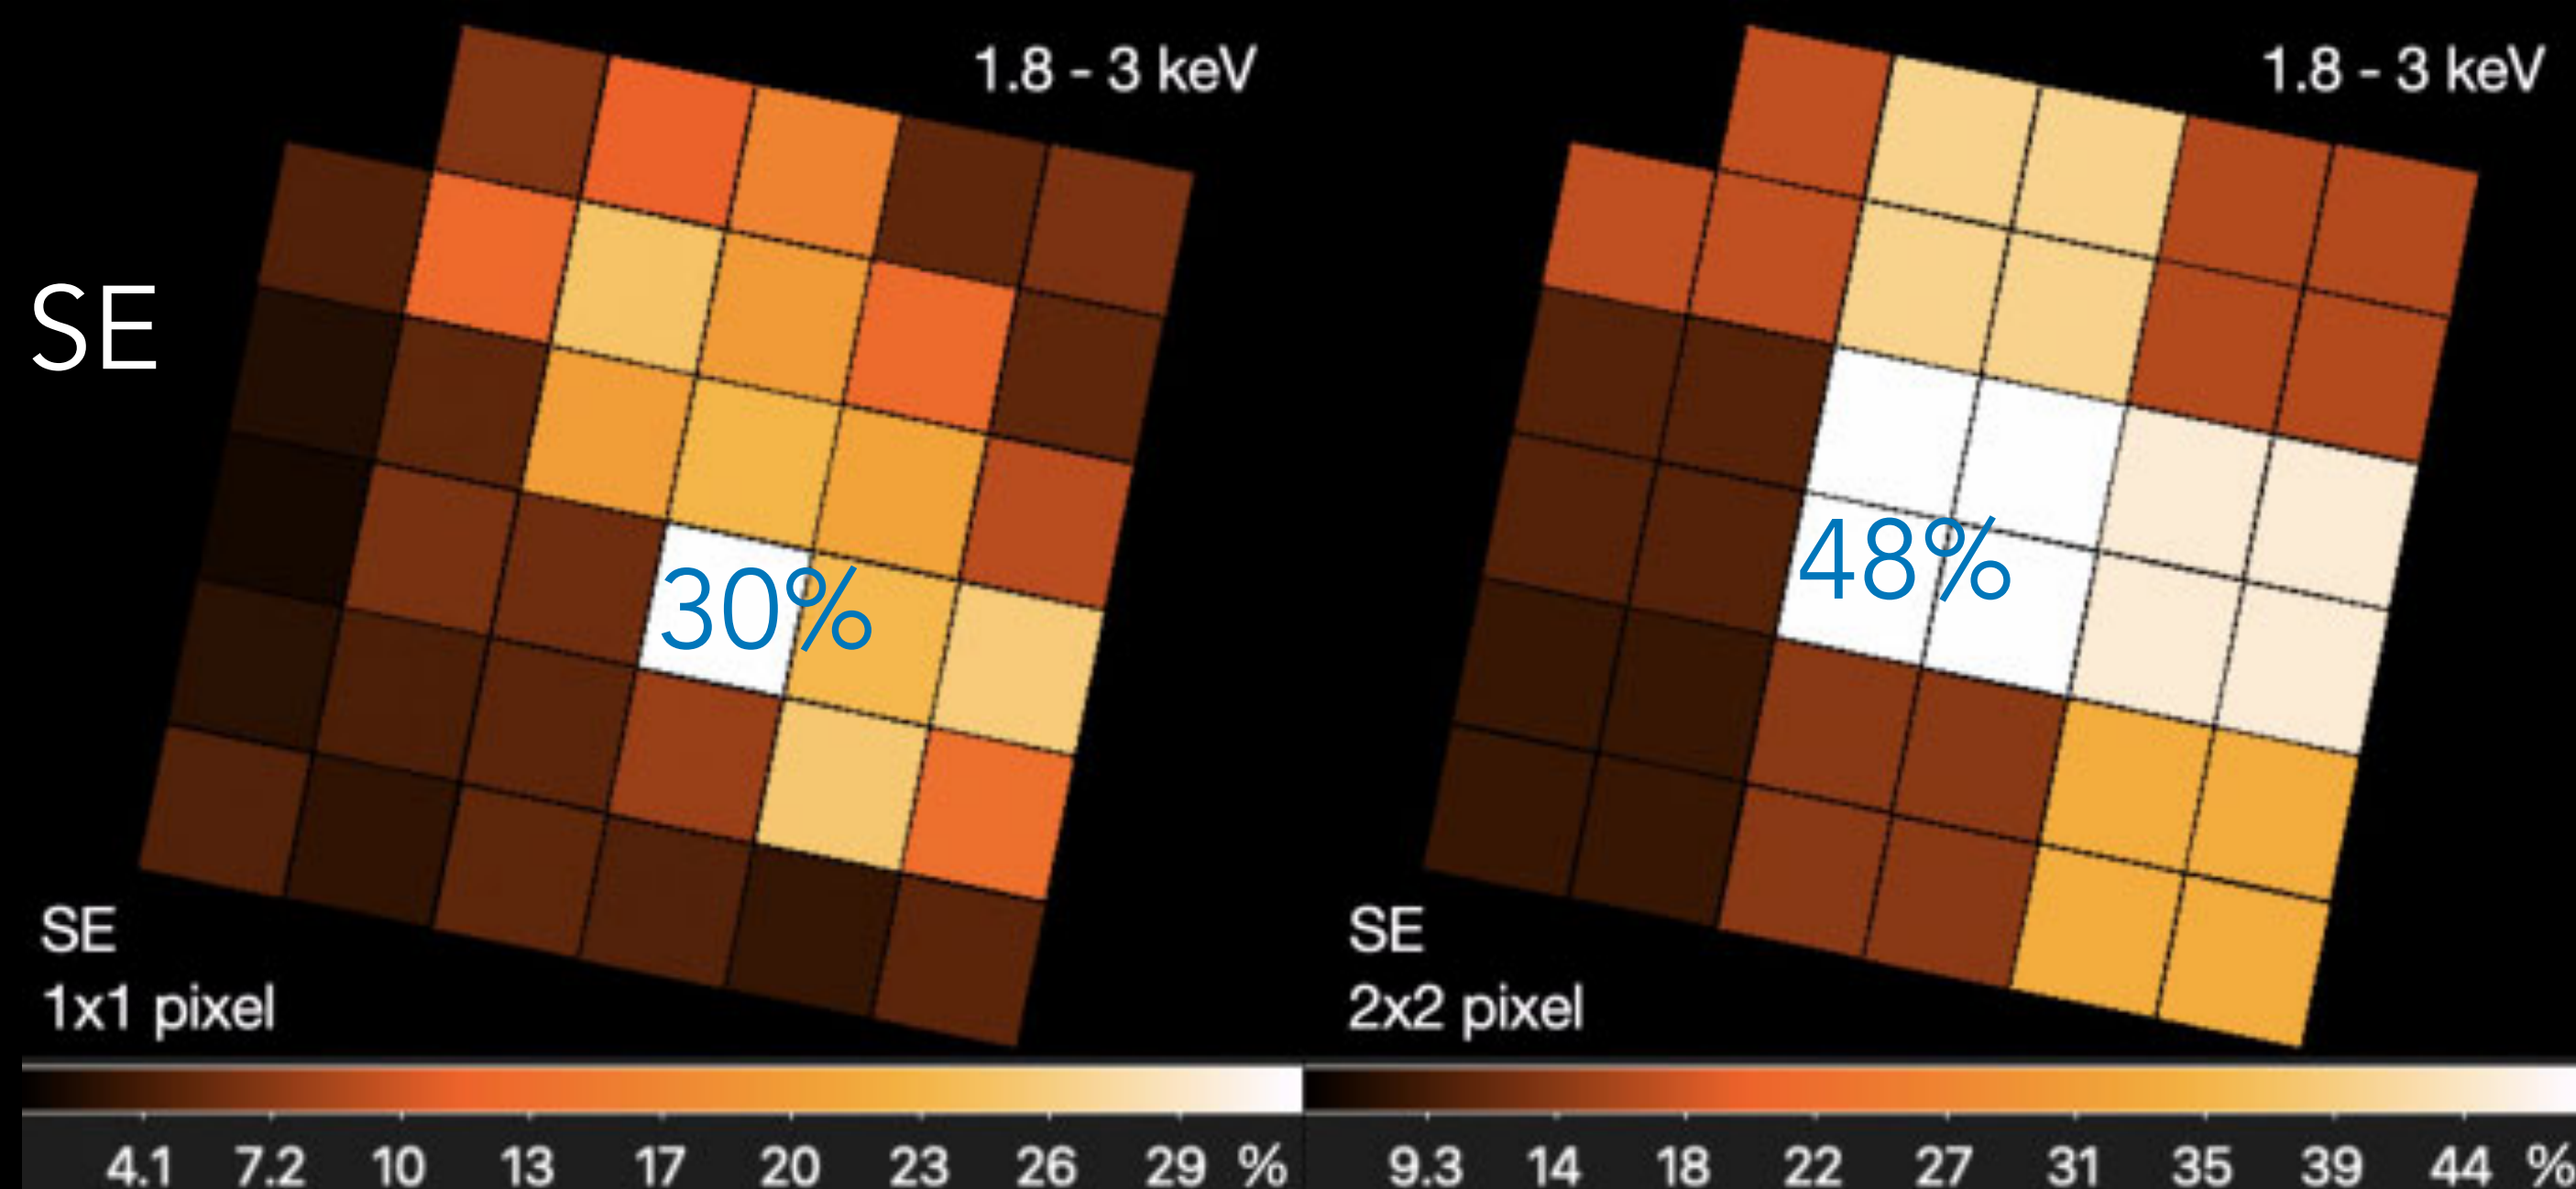 1.8 - 3 keV
1.8 - 3 keV
SE
30%
48%
SE
1x1 pixel
SE
2x2 pixel
4.1 7.2 10 13 17 20 23 26 29 %
9.3 14 18 22 27 31 35 39 44 %